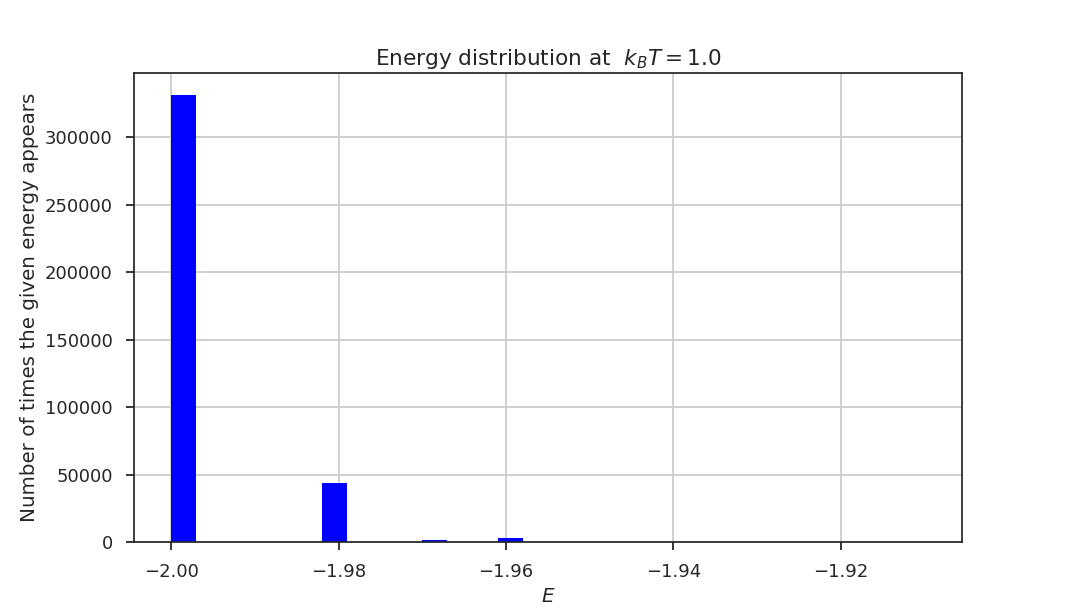 Energy distribution at k_BT = 1.0
Number of times the given energy appears
300000
250000
200000
150000
100000
50000
0
−2.00 −1.98 −1.96 −1.94 −1.92
E